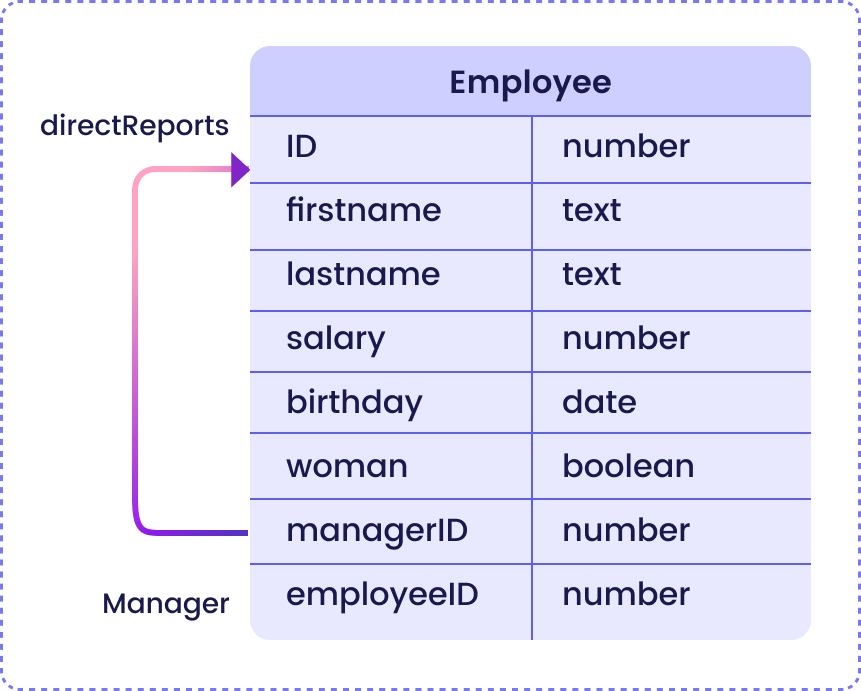 Employee
directReports
ID number
firstname text
lastname text
salary number
birthday date
woman boolean
managerID number
employeeID number
Manager